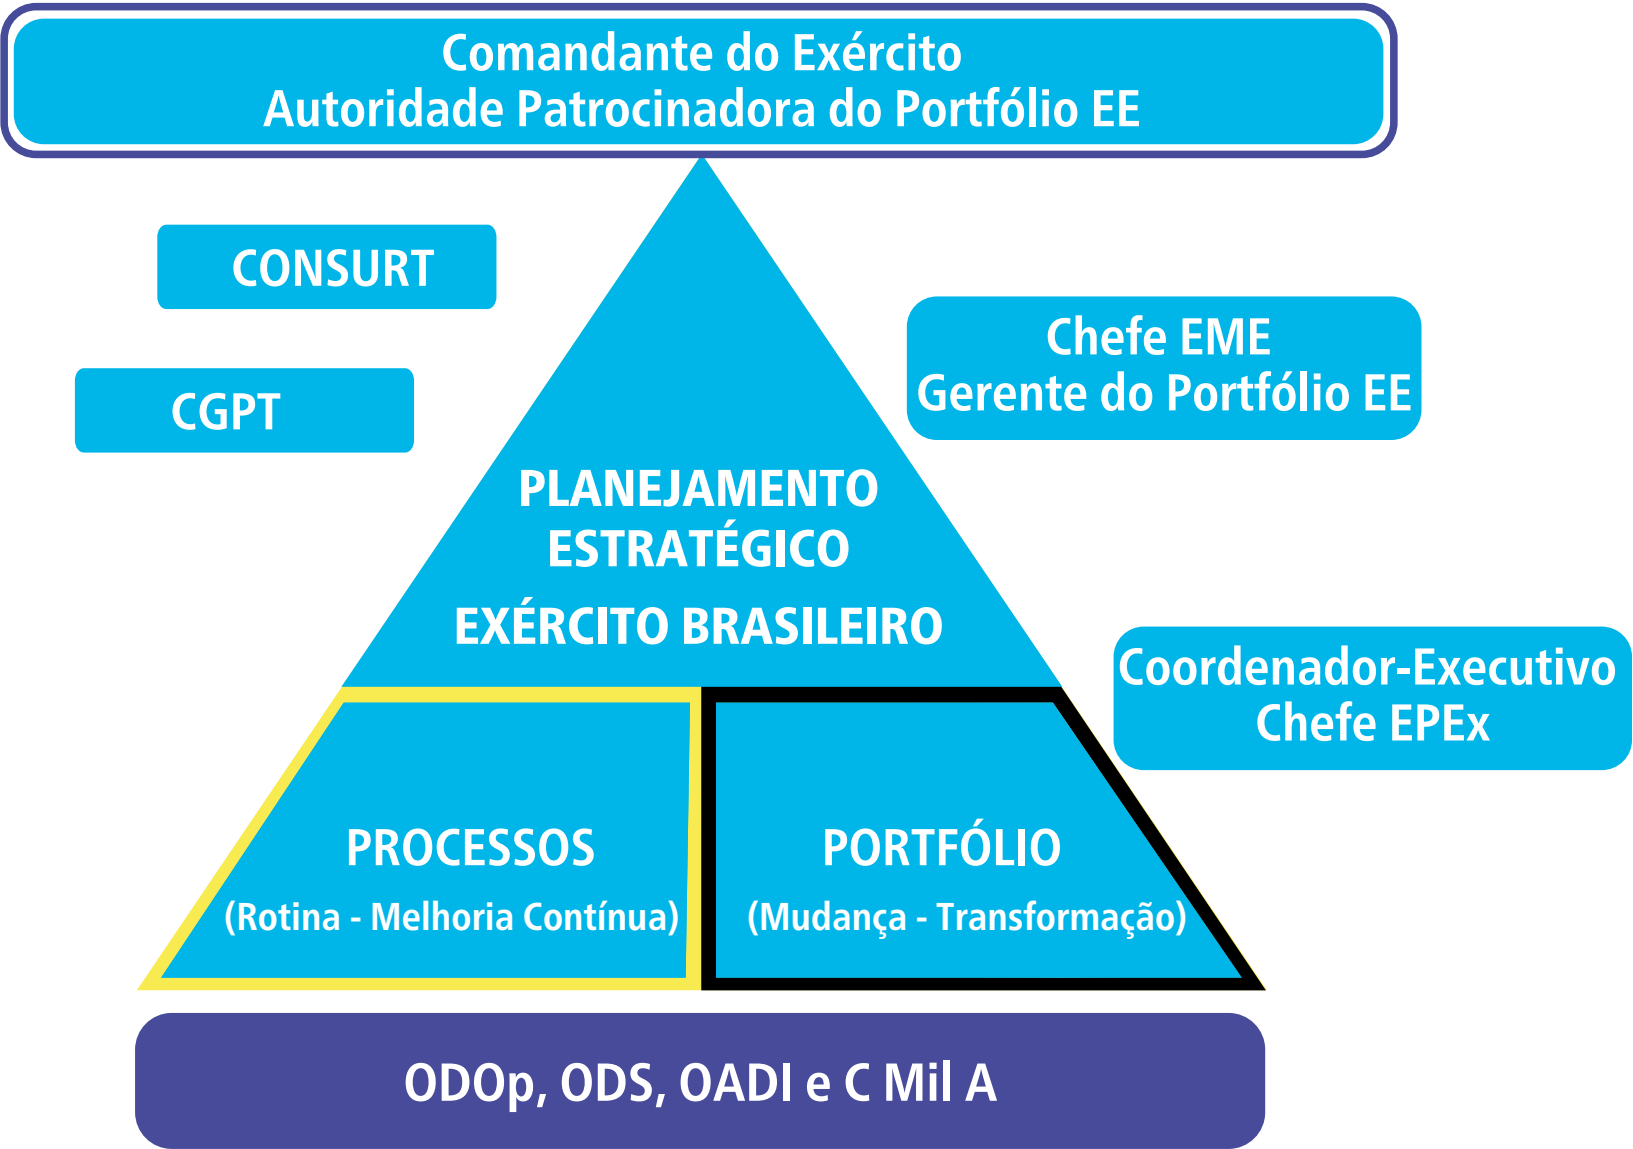 Comandante do Exército
Autoridade Patrocinadora do Portfólio EE
CONSURT
CGPT
Chefe EME
Gerente do Portfólio EE
PLANEJAMENTO
ESTRATÉGICO
EXÉRCITO BRASILEIRO
Coordenador-Executivo
Chefe EPEx
PROCESSOS
(Rotina - Melhoria Contínua)
PORTFÓLIO
(Mudança - Transformação)
ODOp, ODS, OADI e C Mil A